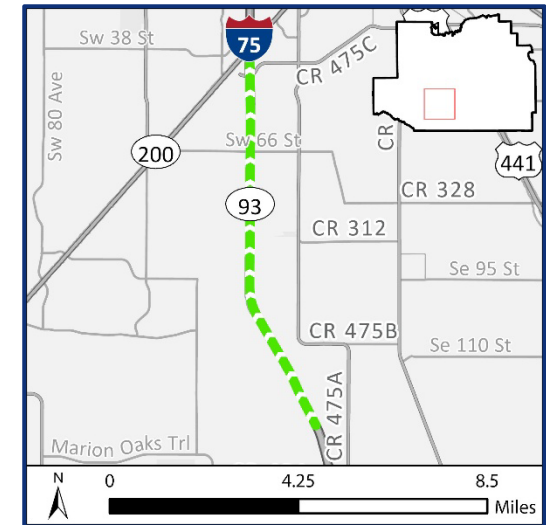 Sw 38 St
75
CR 475C
Sw 80 Ave
CR
200
Sw 66 St
441
93
CR 328
CR 312
Se 95 St
CR 475B
Se 110 St
CR 475A
Marion Oaks Trl
N
0
4.25
8.5
Miles